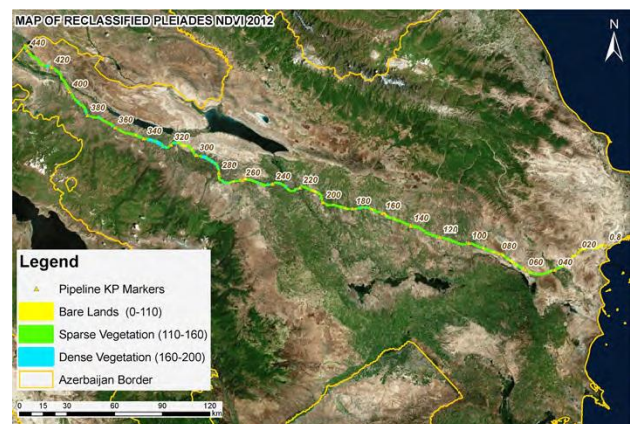 MAP OF RECLASSIFIED PLEIADES NDVI 2012
N
440
420
400
380
360
340
320
300
280
260
240
220
200
180
160
140
120
100
080
060
040
020
0.8
Legend
Pipeline KP Markers
Bare Lands (0-110)
Sparse Vegetation (110-160)
Dense Vegetation (160-200)
Azerbaijan Border
0 15 30 60 90 120
km